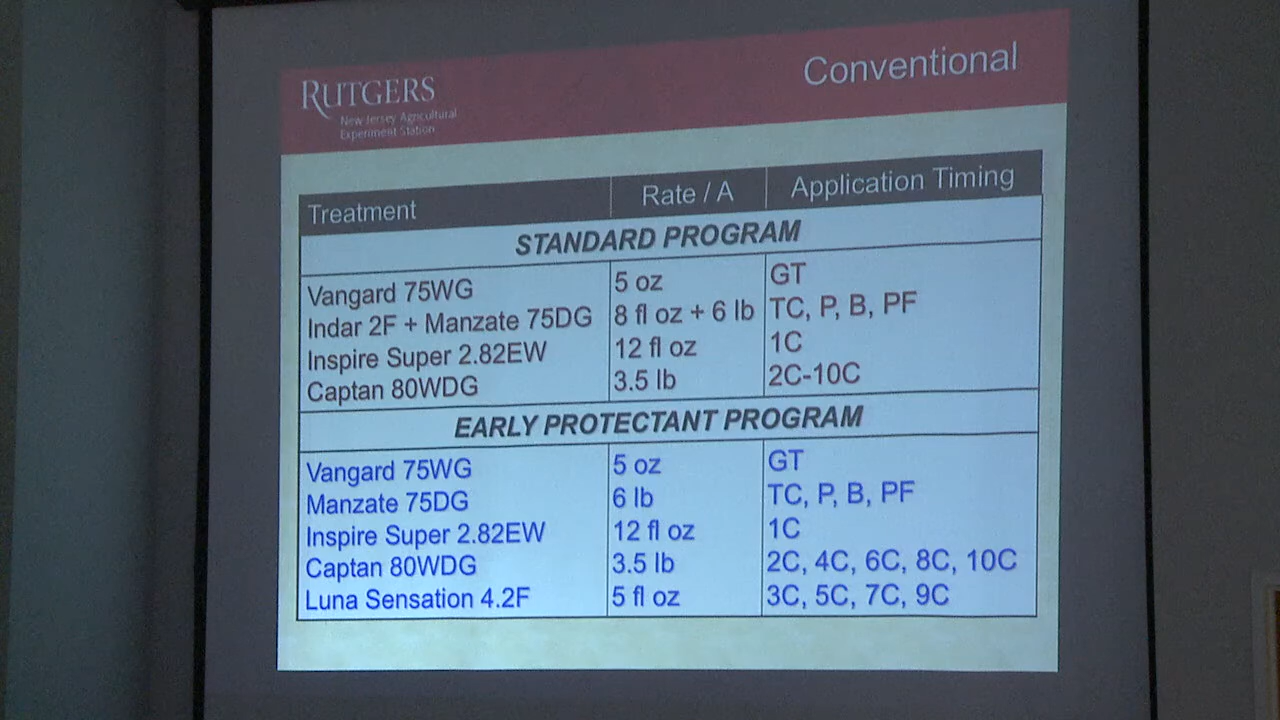 RUTGERS
New Jersey Agricultural
Experiment Station
Conventional
Treatment Rate / A Application Timing
STANDARD PROGRAM
Vangard 75WG 5 oz GT
Indar 2F + Manzate 75DG 8 fl oz + 6 lb TC, P, B, PF
Inspire Super 2.82EW 12 fl oz 1C
Captan 80WDG 3.5 lb 2C-10C
EARLY PROTECTANT PROGRAM
Vangard 75WG 5 oz GT
Manzate 75DG 6 lb TC, P, B, PF
Inspire Super 2.82EW 12 fl oz 1C
Captan 80WDG 3.5 lb 2C, 4C, 6C, 8C, 10C
Luna Sensation 4.2F 5 fl oz 3C, 5C, 7C, 9C